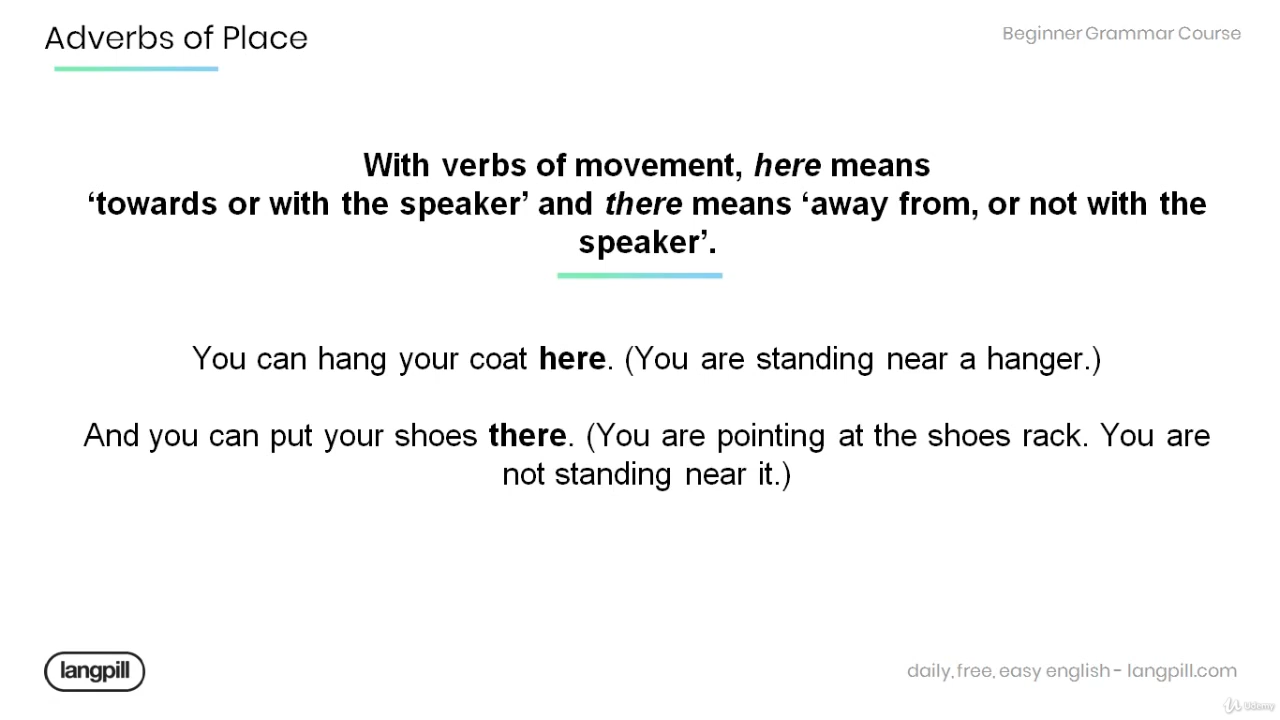 Adverbs of Place
Beginner Grammar Course
With verbs of movement, here means
‘towards or with the speaker’ and there means ‘away from, or not with the
speaker’.
You can hang your coat here. (You are standing near a hanger.)
And you can put your shoes there. (You are pointing at the shoes rack. You are
not standing near it.)
langpill
daily, free, easy english - langpill.com
Udemy